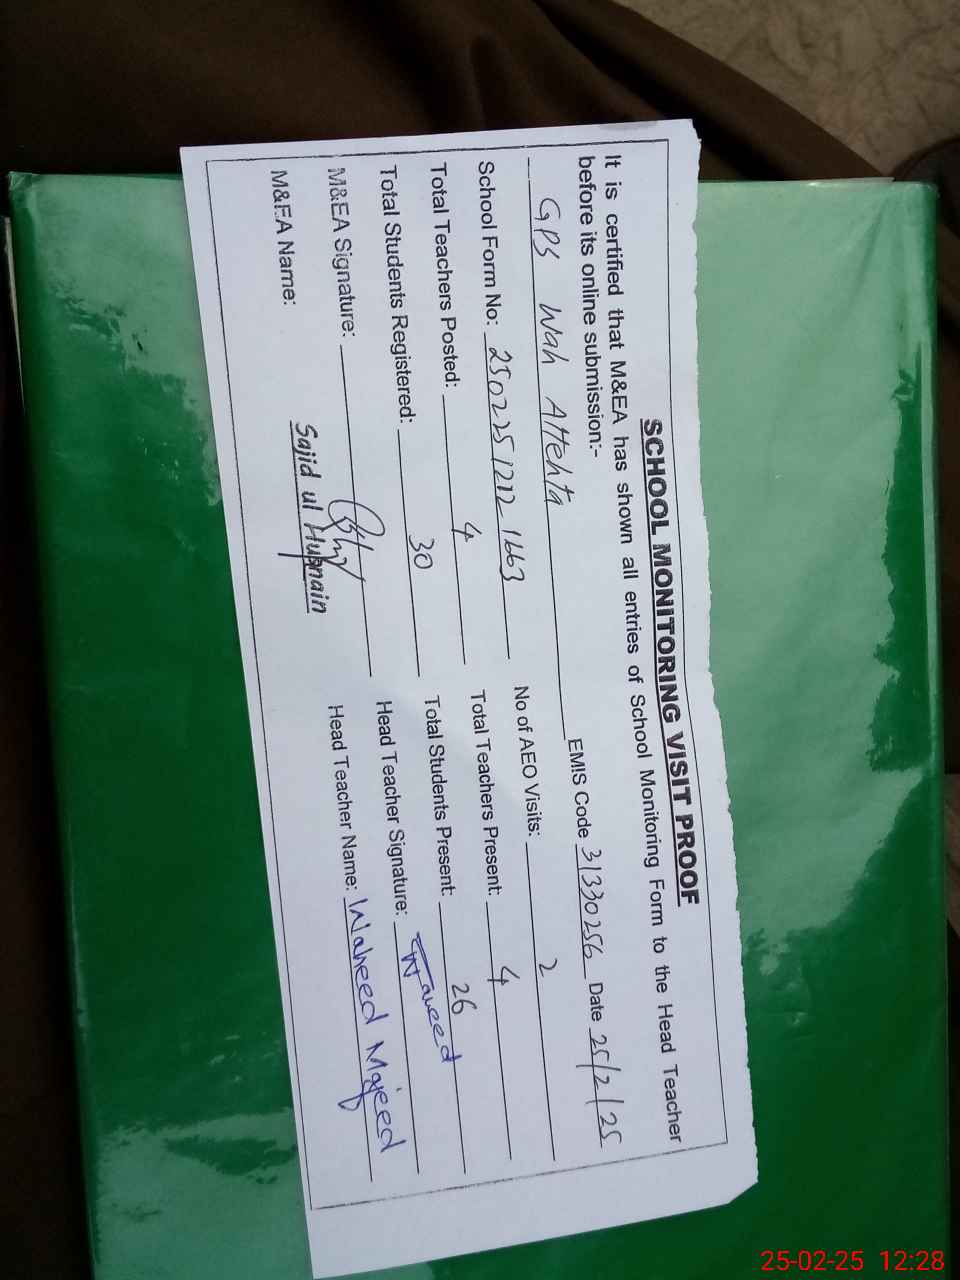 SCHOOL MONITORING VISIT PROOF
It is certified that M&EA has shown all entries of School Monitoring Form to the Head Teacher
before its online submission:-
GPS Wah Attehta EMIS Code 31330256 Date 25/2/25
School Form No: 250225 1212 1663 No of AEO Visits: 2
Total Teachers Posted: 4 Total Teachers Present: 4
Total Students Registered: 30 Total Students Present: 26
M&EA Signature: Head Teacher Signature: Waheed
M&EA Name: Sajid ul Husnain Head Teacher Name: Waheed Majeed
25-02-25 12:28